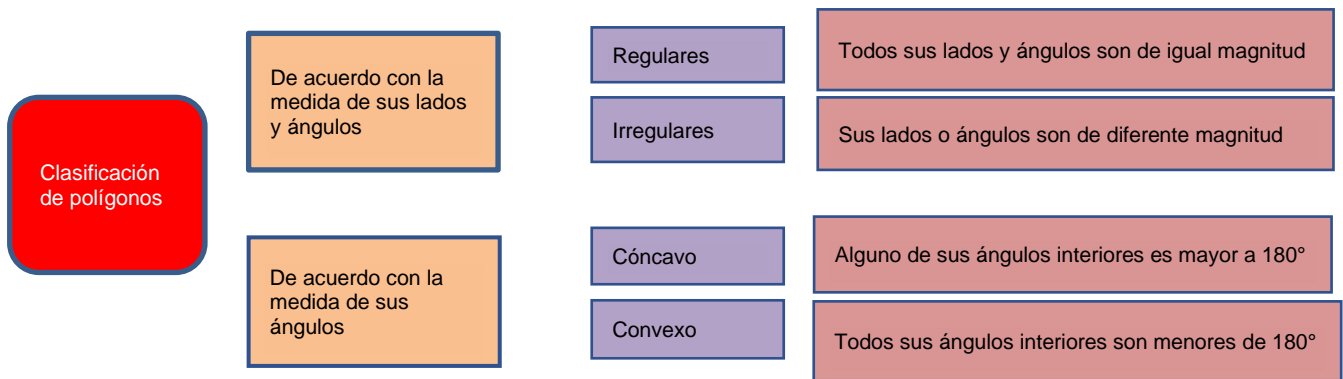 Clasificación
de polígonos
De acuerdo con la
medida de sus lados
y ángulos
Regulares
Todos sus lados y ángulos son de igual magnitud
Irregulares
Sus lados o ángulos son de diferente magnitud
De acuerdo con la
medida de sus
ángulos
Cóncavo
Alguno de sus ángulos interiores es mayor a 180°
Convexo
Todos sus ángulos interiores son menores de 180°